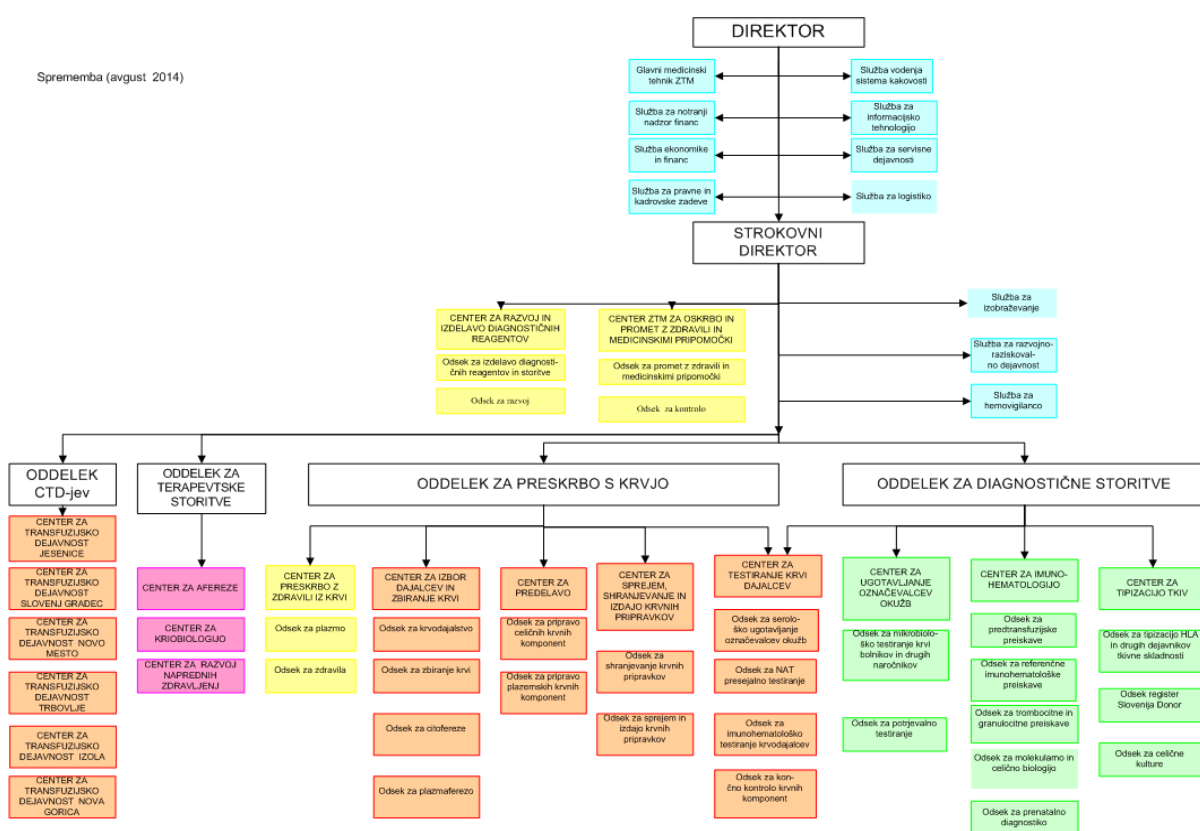 DIREKTOR
Sprememba (avgust  2014)
Glavni medicinski
tehnik ZTM
Služba vodenja
sistema kakovosti
Služba za notranji
nadzor financ
Služba za
informacijsko
tehnologijo
Služba ekonomike
in financ
Služba za servisne
dejavnosti
Služba za pravne in
kadrovske zadeve
Služba za logistiko
STROKOVNI
DIREKTOR
CENTER ZA RAZVOJ IN
IZDELAVO DIAGNOSTIČNIH
REAGENTOV
Odsek za izdelavo diagnosti-
čnih reagentov in storitve
Odsek za razvoj
CENTER ZTM ZA OSKRBO IN
PROMET Z ZDRAVILI IN
MEDICINSKIMI PRIPOMOČKI
Odsek za promet z zdravili in
medicinskimi pripomočki
Odsek  za kontrolo
Služba za
izobraževanje
Služba za razvojno-
raziskoval-
no dejavnost
Služba za
hemovigilanco
ODDELEK
CTD-jev
CENTER ZA
TRANSFUZIJSKO
DEJAVNOST
JESENICE
CENTER ZA
TRANSFUZIJSKO
DEJAVNOST
SLOVENJ GRADEC
CENTER ZA
TRANSFUZIJSKO
DEJAVNOST NOVO
MESTO
CENTER ZA
TRANSFUZIJSKO
DEJAVNOST
TRBOVLJE
CENTER ZA
TRANSFUZIJSKO
DEJAVNOST  IZOLA
CENTER ZA
TRANSFUZIJSKO
DEJAVNOST  NOVA
GORICA
ODDELEK ZA
TERAPEVTSKE
STORITVE
CENTER ZA AFEREZE
CENTER ZA
KRIOBIOLOGIJO
CENTER ZA  RAZVOJ
NAPREDNIH
ZDRAVLJENJ
ODDELEK ZA PRESKRBO S KRVJO
CENTER ZA
PRESKRBO Z
ZDRAVILI IZ KRVI
Odsek za plazmo
Odsek za zdravila
CENTER ZA IZBOR
DAJALCEV IN
ZBIRANJE KRVI
Odsek za krvodajalstvo
Odsek za zbiranje krvi
Odsek za citofereze
Odsek za plazmaferezo
CENTER ZA
PREDELAVO
Odsek za pripravo
celičnih krvnih
komponent
Odsek za pripravo
plazemskih krvnih
komponent
CENTER ZA
SPREJEM,
SHRANJEVANJE IN
IZDAJO KRVNIH
PRIPRAVKOV
Odsek za
shranjevanje krvnih
pripravkov
Odsek za sprejem in
izdajo krvnih
pripravkov
CENTER ZA
TESTIRANJE KRVI
DAJALCEV
Odsek za serolo-
ško ugotavljanje
označevalcev okužb
Odsek za NAT
presejalno testiranje
Odsek za
imunohematološko
testiranje krvodajalcev
Odsek za kon-
čno kontrolo krvnih
komponent
ODDELEK ZA DIAGNOSTIČNE STORITVE
CENTER ZA
UGOTAVLJANJE
OZNAČEVALCEV
OKUŽB
Odsek za mikrobiolo-
ško testiranje krvi
bolnikov in drugih
naročnikov
Odsek za potrjevalno
testiranje
CENTER ZA IMUNO-
HEMATOLOGIJO
Odsek za
predtransfuzijske
preiskave
Odsek za referenčne
imunohematološke
preiskave
Odsek za trombocitne in
granulocitne preiskave
Odsek za molekularno in
celično biologijo
Odsek za prenatalno
diagnostiko
CENTER ZA
TIPIZACIJO TKIV
Odsek za tipizacijo HLA
in drugih dejavnikov
tkivne skladnosti
Odsek register
Slovenija Donor
Odsek za celične
kulture